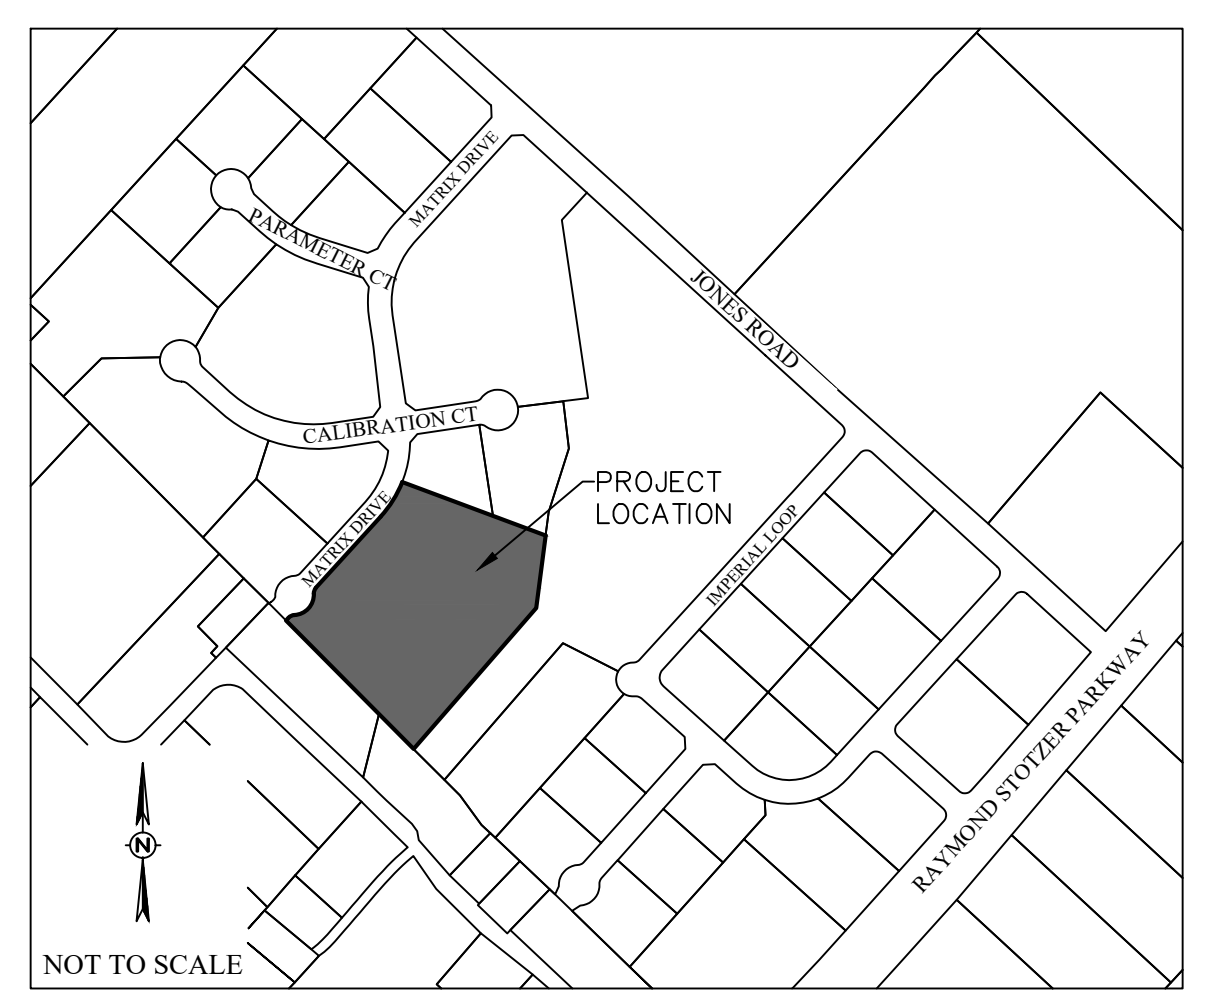 MATRIX DRIVE
PARAMETER CT
JONES ROAD
CALIBRATION CT
PROJECT
LOCATION
MATRIX DRIVE
IMPERIAL LOOP
RAYMOND STOTZER PARKWAY
N
NOT TO SCALE